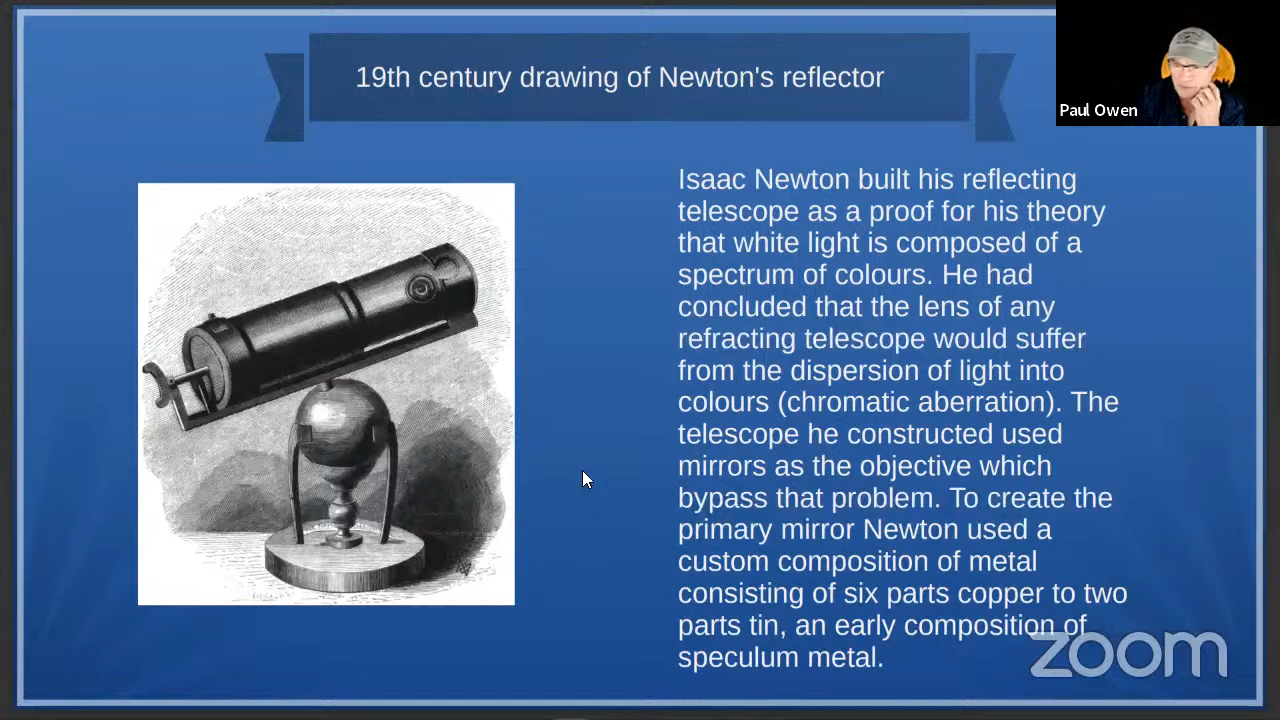 19th century drawing of Newton's reflector
Paul Owen
Isaac Newton built his reflecting
telescope as a proof for his theory
that white light is composed of a
spectrum of colours. He had
concluded that the lens of any
refracting telescope would suffer
from the dispersion of light into
colours (chromatic aberration). The
telescope he constructed used
mirrors as the objective which
bypass that problem. To create the
primary mirror Newton used a
custom composition of metal
consisting of six parts copper to two
parts tin, an early composition of
speculum metal.
zoom